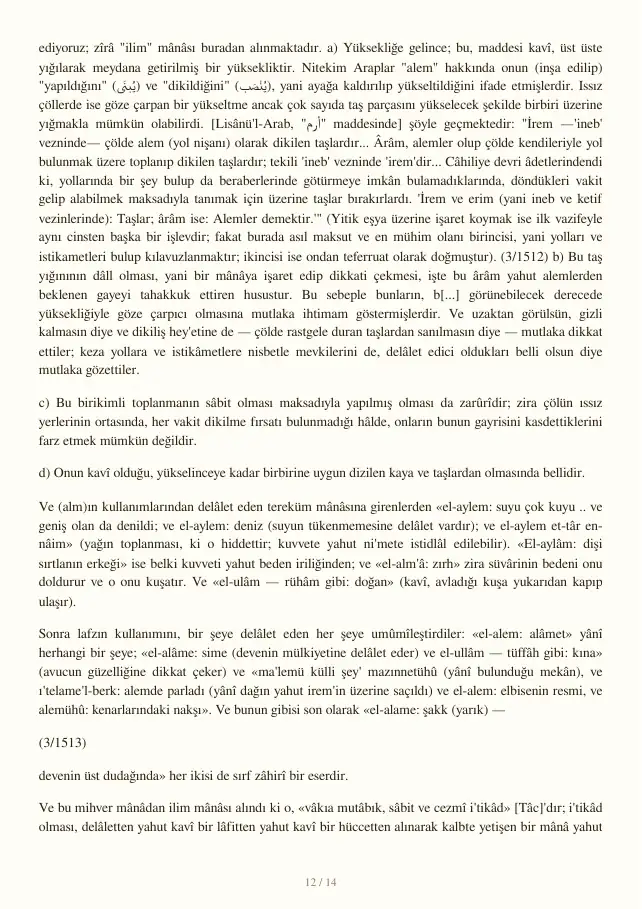 ediyoruz; zîrâ "ilim" mânâsı buradan alınmaktadır. a) Yüksekliğe gelince; bu, maddesi kavî, üst üste
yığılarak meydana getirilmiş bir yüksekliktir. Nitekim Araplar "alem" hakkında onun (inşa edilip)
"yapıldığını" (يُبنَى) ve "dikildiğini" (يُنْصَب), yani ayağa kaldırılıp yükseltildiğini ifade etmişlerdir. Issız
çöllerde ise göze çarpan bir yükseltme ancak çok sayıda taş parçasını yükselecek şekilde birbiri üzerine
yığmakla mümkün olabilirdi. [Lisânü'l-Arab, "أرم" maddesinde] şöyle geçmektedir: "İrem —'ineb'
vezninde— çölde alem (yol nişanı) olarak dikilen taşlardır... Ârâm, alemler olup çölde kendileriyle yol
bulunmak üzere toplanıp dikilen taşlardır; tekili 'ineb' vezninde 'irem'dir... Câhiliye devri âdetlerindendi
ki, yollarında bir şey bulup da beraberlerinde götürmeye imkân bulamadıklarında, döndükleri vakit
gelip alabilmek maksadıyla tanımak için üzerine taşlar bırakırlardı. 'İrem ve erim (yani ineb ve ketif
vezinlerinde): Taşlar; ârâm ise: Alemler demektir.'" (Yitik eşya üzerine işaret koymak ise ilk vazifeyle
aynı cinsten başka bir işlevdir; fakat burada asıl maksut ve en mühim olanı birincisi, yani yolları ve
istikametleri bulup kılavuzlanmaktır; ikincisi ise ondan teferruat olarak doğmuştur). (3/1512) b) Bu taş
yığınının dâll olması, yani bir mânâya işaret edip dikkati çekmesi, işte bu ârâm yahut alemlerden
beklenen gayeyi tahakkuk ettiren husustur. Bu sebeple bunların, b[...] görünebilecek derecede
yüksekliğiyle göze çarpıcı olmasına mutlaka ihtimam göstermişlerdir. Ve uzaktan görülsün, gizli
kalmasın diye ve dikiliş hey'etine de — çölde rastgele duran taşlardan sanılmasın diye — mutlaka dikkat
ettiler; keza yollara ve istikâmetlere nisbetle mevkilerini de, delâlet edici oldukları belli olsun diye
mutlaka gözettiler.
c) Bu birikimli toplanmanın sâbit olması maksadıyla yapılmış olması da zarûrîdir; zira çölün ıssız
yerlerinin ortasında, her vakit dikilme fırsatı bulunmadığı hâlde, onların bunun gayrisini kasdettiklerini
farz etmek mümkün değildir.
d) Onun kavî olduğu, yükselinceye kadar birbirine uygun dizilen kaya ve taşlardan olmasında bellidir.
Ve (alm)ın kullanımlarından delâlet eden tereküm mânâsına girenlerden «el-aylem: suyu çok kuyu .. ve
geniş olan da denildi; ve el-aylem: deniz (suyun tükenmemesine delâlet vardır); ve el-aylem et-târ en-
nâim» (yağın toplanması, ki o hiddettir; kuvvete yahut ni'mete istidlâl edilebilir). «El-aylâm: dişi
sırtlanın erkeği» ise belki kuvveti yahut beden iriliğinden; ve «el-alm'â: zırh» zira süvârinin bedeni onu
doldurur ve o onu kuşatır. Ve «el-ulâm — rühâm gibi: doğan» (kavî, avladığı kuşa yukarıdan kapıp
ulaşır).
Sonra lafzın kullanımını, bir şeye delâlet eden her şeye umûmîleştirdiler: «el-alem: alâmet» yânî
herhangi bir şeye; «el-alâme: sime (devenin mülkiyetine delâlet eder) ve el-ullâm — tüffâh gibi: kına»
(avucun güzelliğine dikkat çeker) ve «ma'lemü külli şey' mazınnetühû (yânî bulunduğu mekân), ve
ı'telame'l-berk: alemde parladı (yânî dağın yahut irem'in üzerine saçıldı) ve el-alem: elbisenin resmi, ve
alemühû: kenarlarındaki nakşı». Ve bunun gibisi son olarak «el-alame: şakk (yarık) —
(3/1513)
devenin üst dudağında» her ikisi de sırf zâhirî bir eserdir.
Ve bu mihver mânâdan ilim mânâsı alındı ki o, «vâkıa mutâbık, sâbit ve cezmî i'tikâd» [Tâc]'dır; i'tikâd
olması, delâletten yahut kavî bir lâfitten yahut kavî bir hüccetten alınarak kalbte yetişen bir mânâ yahut
12 / 14